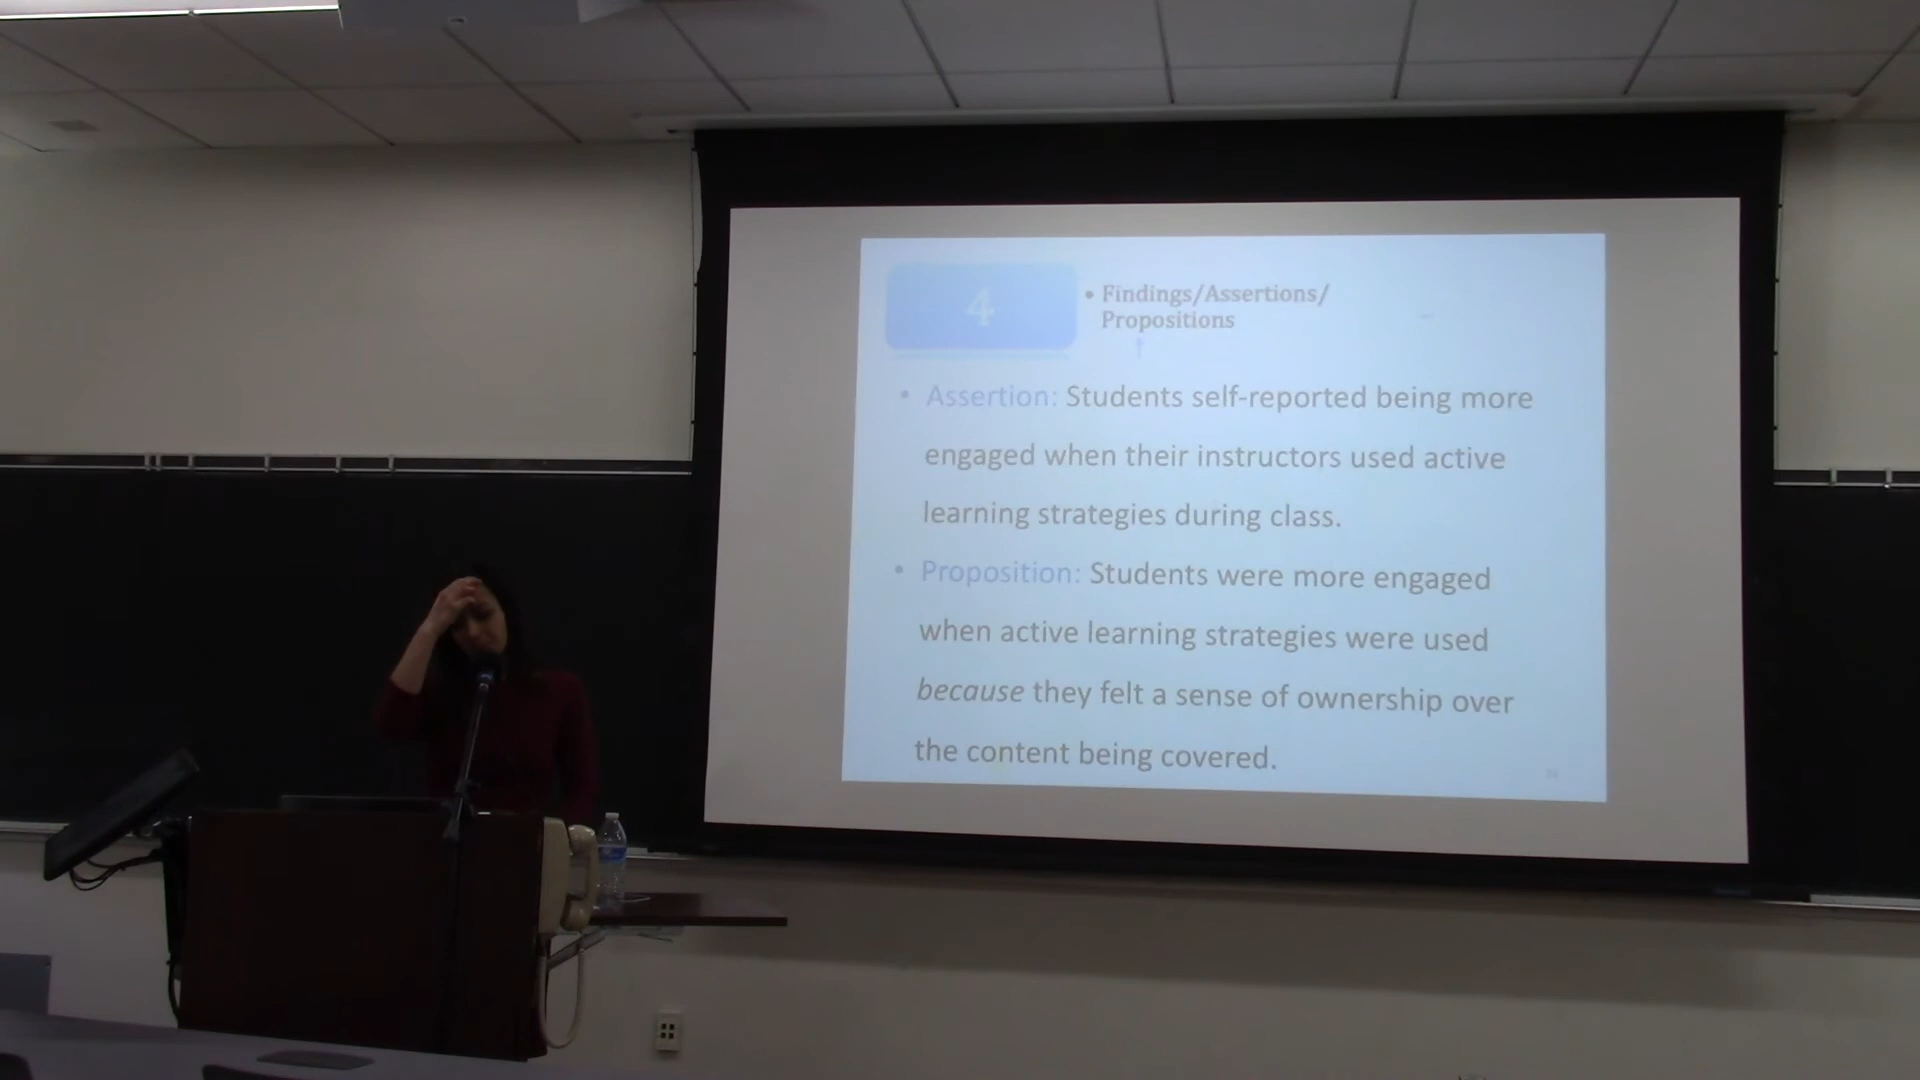 4
• Findings/Assertions/
Propositions
• Assertion: Students self-reported being more
engaged when their instructors used active
learning strategies during class.
• Proposition: Students were more engaged
when active learning strategies were used
because they felt a sense of ownership over
the content being covered.